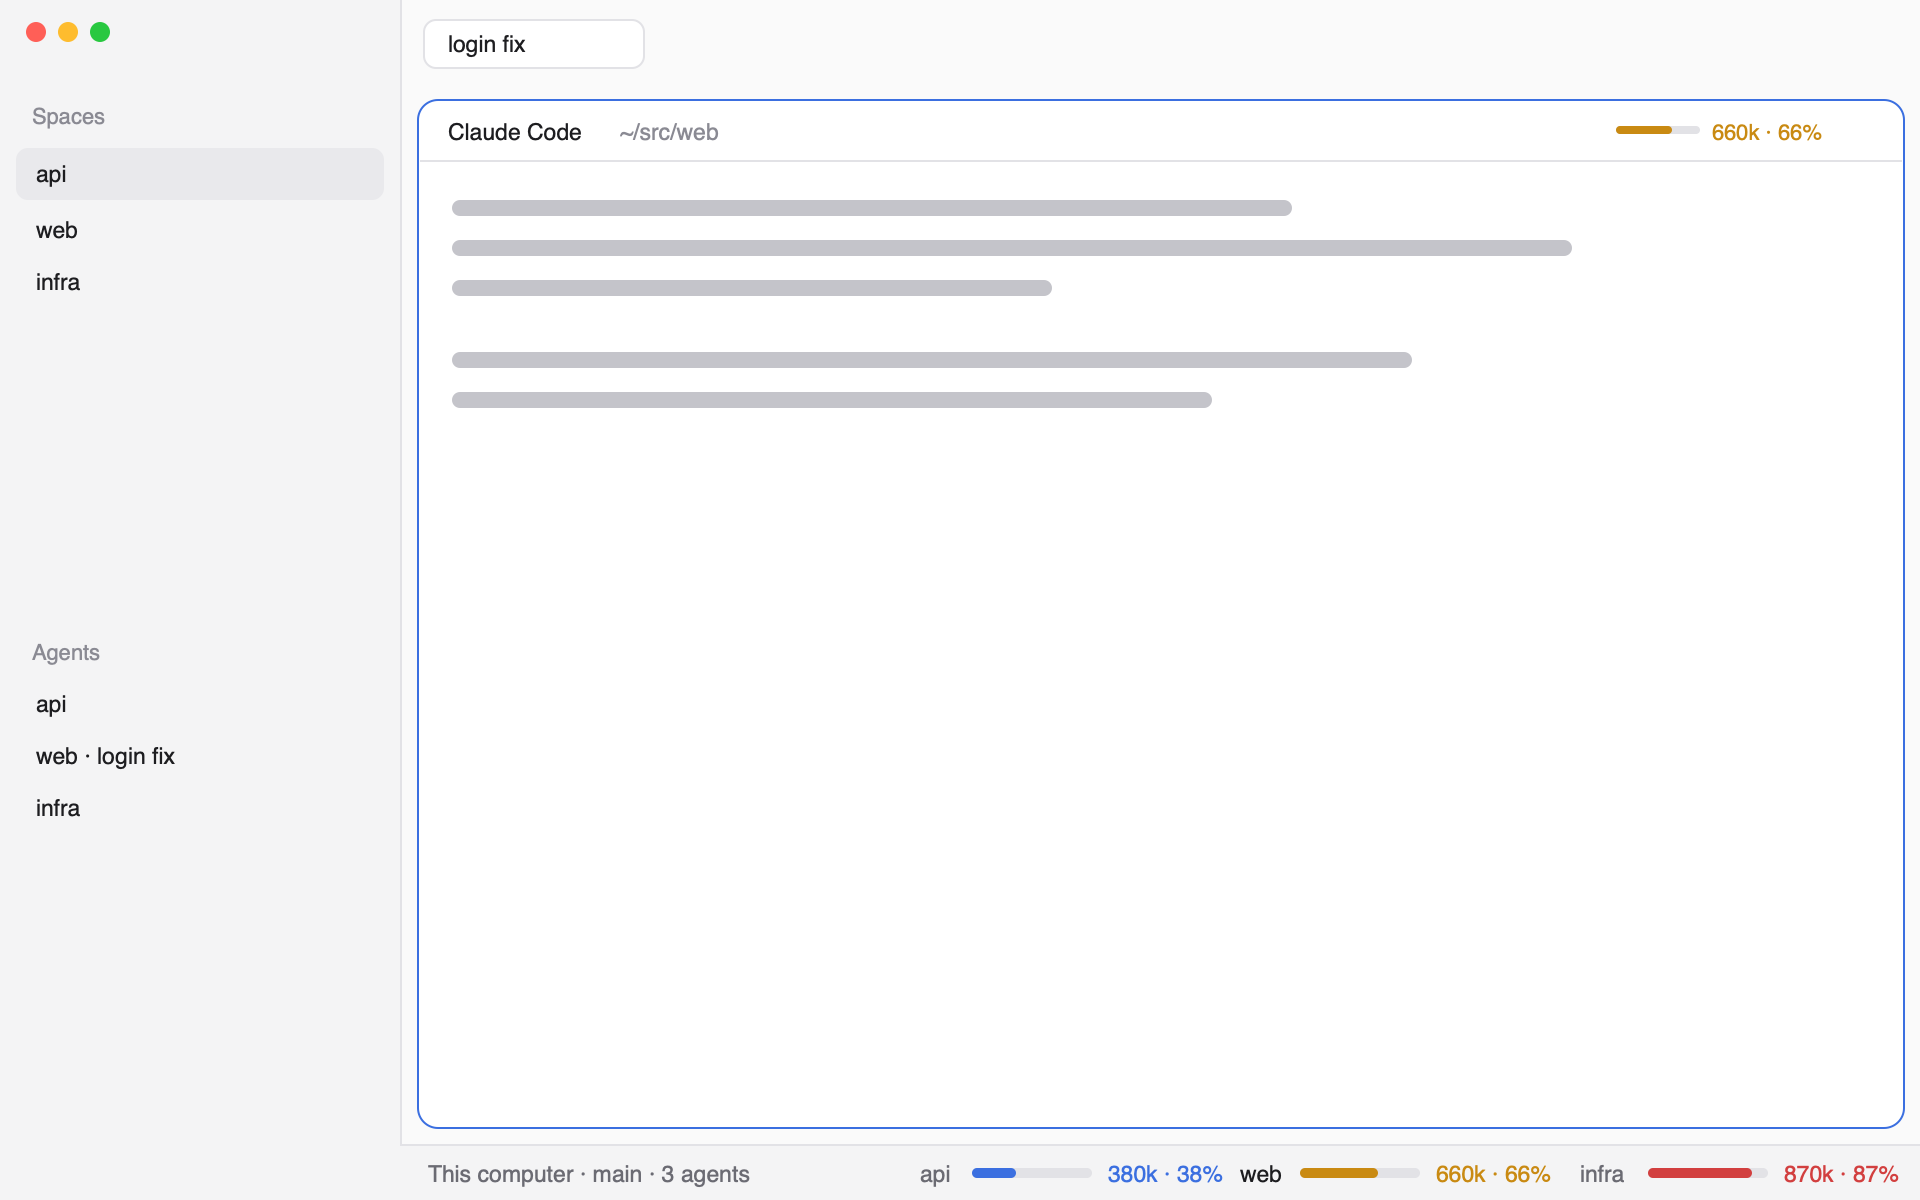 Spaces
api
web
infra
Agents
api
web · login fix
infra
login fix
Claude Code ~/src/web 660k · 66%
This computer · main · 3 agents api 380k · 38% web 660k · 66% infra 870k · 87%